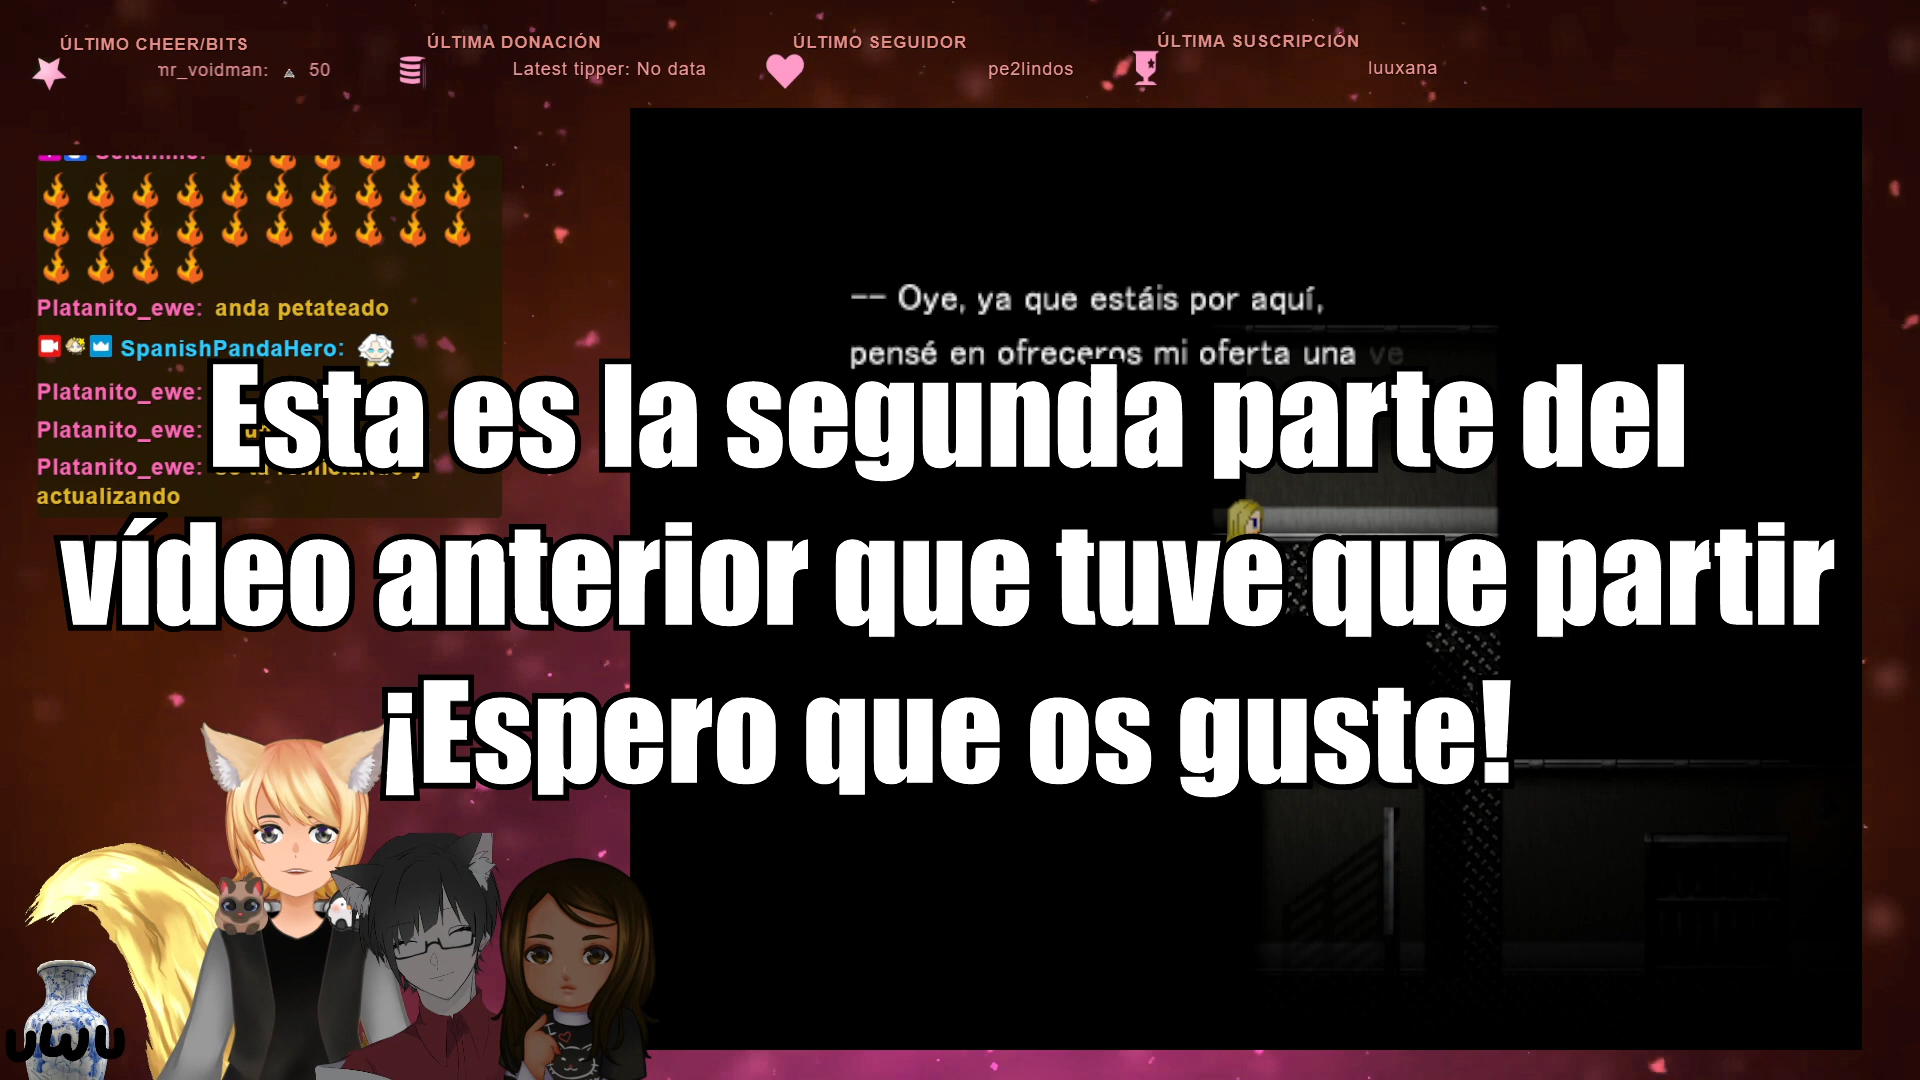 ÚLTIMO CHEER/BITS
mr_voidman: 50
ÚLTIMA DONACIÓN
Latest tipper: No data
ÚLTIMO SEGUIDOR
pe2lindos
ÚLTIMA SUSCRIPCIÓN
luuxana
Platanito_ewe: anda petateado
SpanishPandaHero:
Platanito_ewe:
Platanito_ewe:
Platanito_ewe:
actualizando
-- Oye, ya que estáis por aquí,
pensé en ofreceros mi oferta una ve
Esta es la segunda parte del
vídeo anterior que tuve que partir
¡Espero que os guste!
uwu